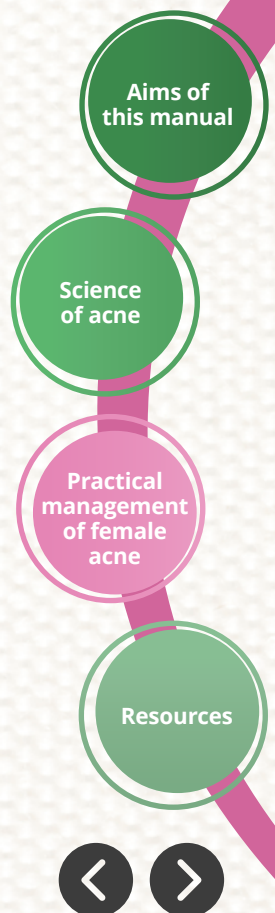 Aims of
this manual
Science
of acne
Practical
management
of female
acne
Resources